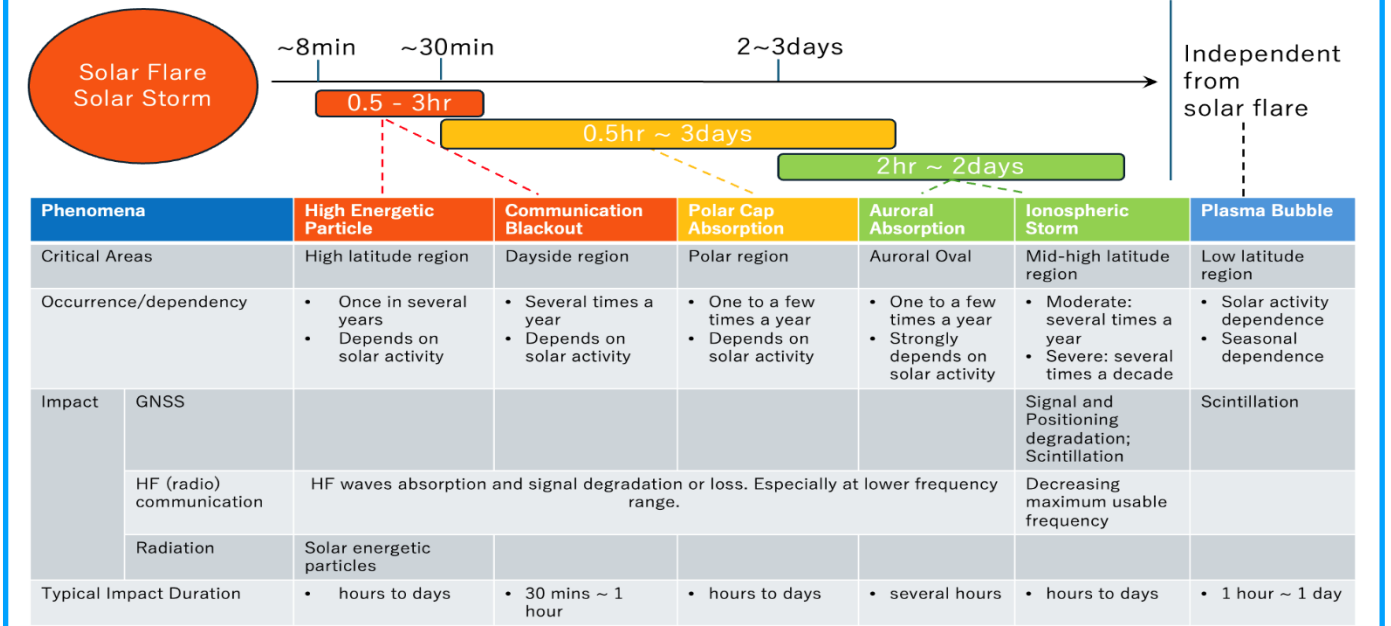 Solar Flare
Solar Storm
~8min
~30min
2~3days
Independent
from
solar flare
0.5 - 3hr
0.5hr ~ 3days
2hr ~ 2days
Phenomena
High Energetic
Particle
Communication
Blackout
Polar Cap
Absorption
Auroral
Absorption
Ionospheric
Storm
Plasma Bubble
Critical Areas
High latitude region
Dayside region
Polar region
Auroral Oval
Mid-high latitude
region
Low latitude
region
Occurrence/dependency
• Once in several
years
• Depends on
solar activity
• Several times a
year
• Depends on
solar activity
• One to a few
times a year
• Depends on
solar activity
• One to a few
times a year
• Strongly
depends on
solar activity
• Moderate:
several times a
year
• Severe: several
times a decade
• Solar activity
dependence
• Seasonal
dependence
Impact
GNSS
Signal and
Positioning
degradation;
Scintillation
Scintillation
HF (radio)
communication
HF waves absorption and signal degradation or loss. Especially at lower frequency
range.
Decreasing
maximum usable
frequency
Radiation
Solar energetic
particles
Typical Impact Duration
• hours to days
• 30 mins ~ 1
hour
• hours to days
• several hours
• hours to days
• 1 hour ~ 1 day